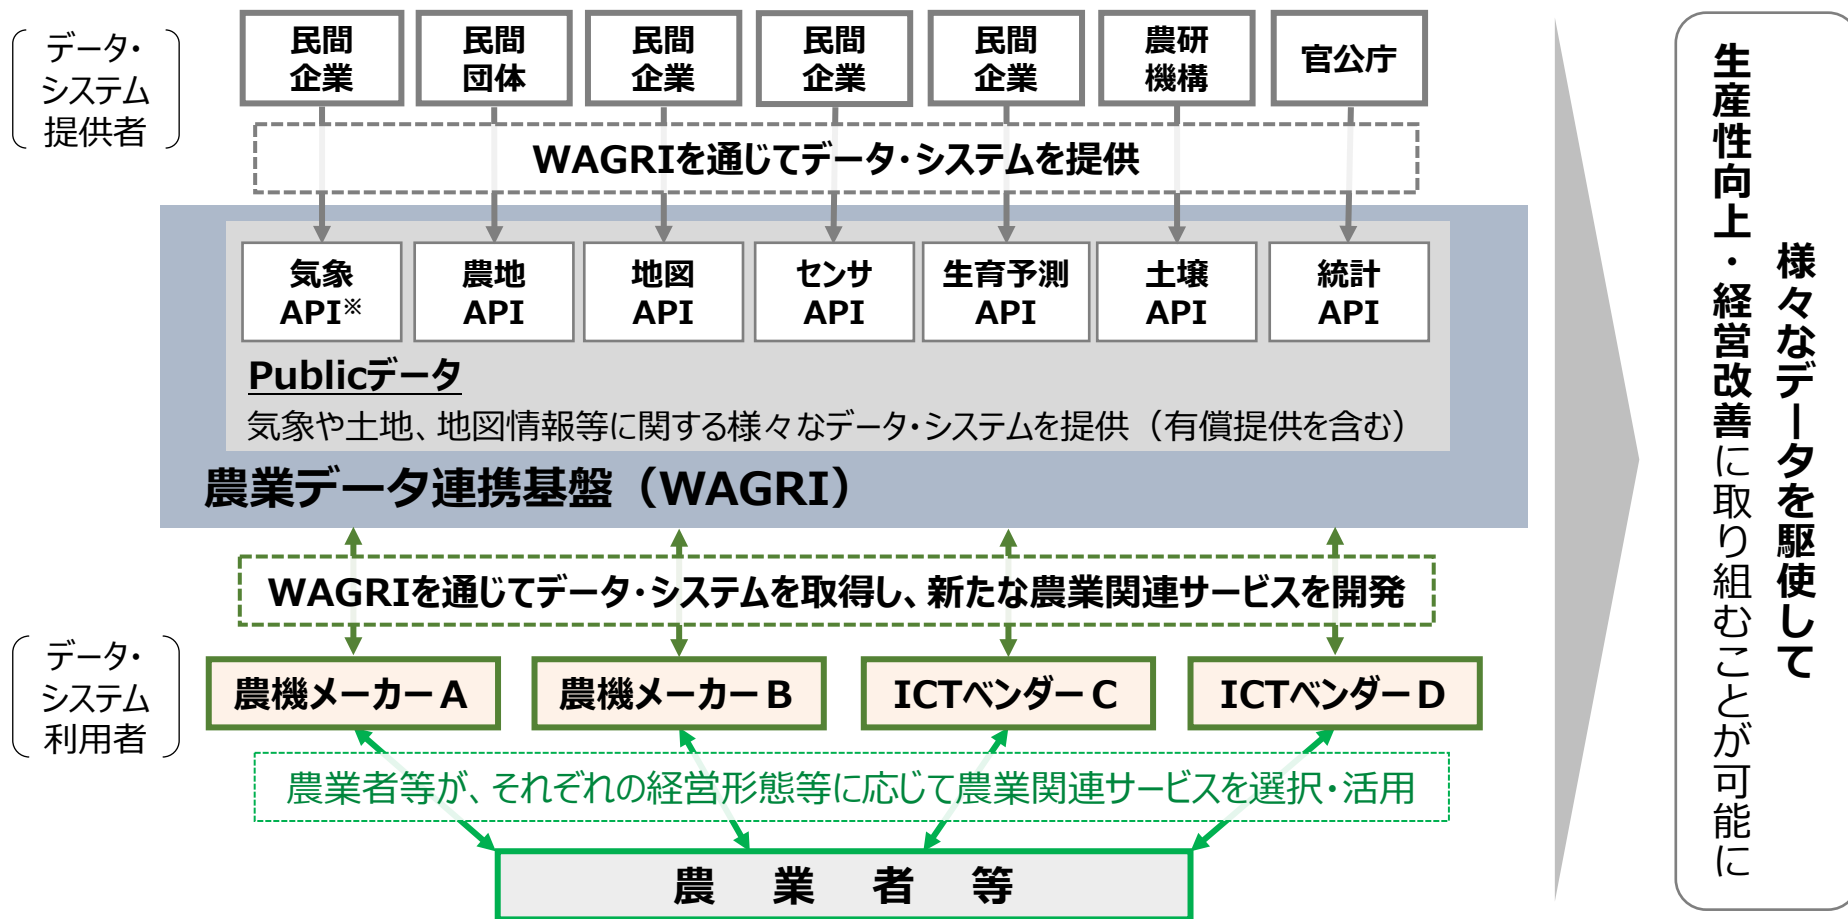 データ・
システム
提供者
民間
企業
民間
団体
民間
企業
民間
企業
民間
企業
農研
機構
官公庁
WAGRIを通じてデータ・システムを提供
気象
API※
農地
API
地図
API
センサ
API
生育予測
API
土壌
API
統計
API
Publicデータ
気象や土地、地図情報等に関する様々なデータ・システムを提供（有償提供を含む）
農業データ連携基盤（WAGRI）
WAGRIを通じてデータ・システムを取得し、新たな農業関連サービスを開発
データ・
システム
利用者
農機メーカーA
農機メーカーB
ICTベンダーC
ICTベンダーD
農業者等が、それぞれの経営形態等に応じて農業関連サービスを選択・活用
農業者等
様々なデータを駆使して
生産性向上・経営改善に取り組むことが可能に